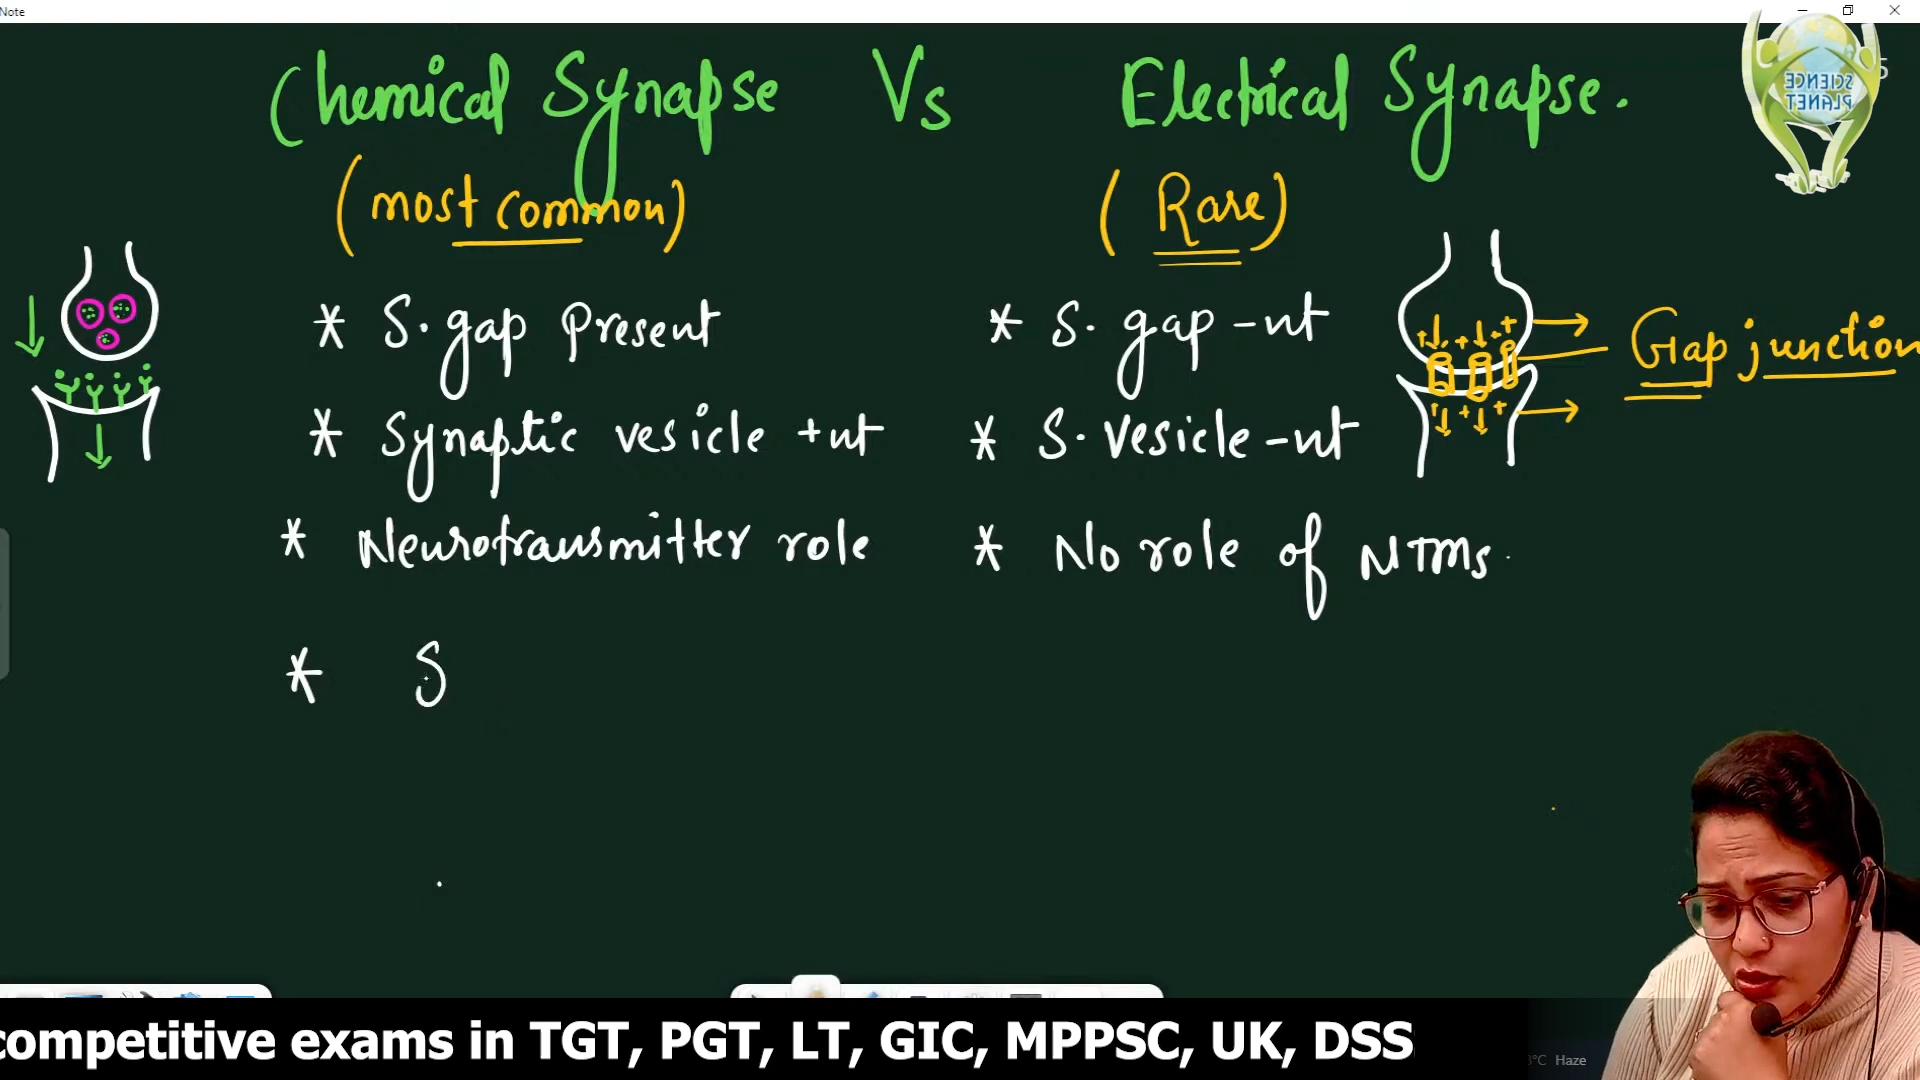 Note
Chemical Synapse Vs Electrical Synapse.
(most common) (Rare)
* S. gap present * S. gap -nt
Gap junction
* Synaptic vesicle +nt * S. vesicle -nt
* Neurotransmitter role * No role of NTMs.
* S
SCIENCE
PLANET
competitive exams in TGT, PGT, LT, GIC, MPPSC, UK, DSS
°C Haze